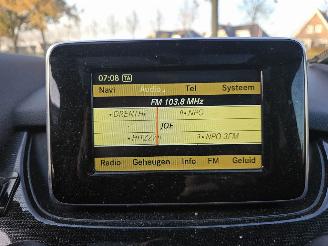 07:08 TA
Navi Audio Tel Systeem
FM 103.8 MHz
DRENTHE NPO
JOE
NPO 3FM
Radio Geheugen Info FM Geluid